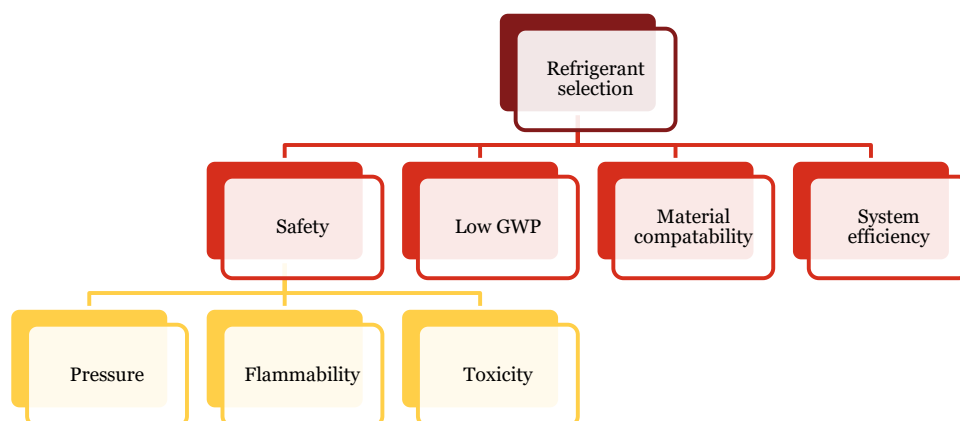 Refrigerant
selection
Safety
Low GWP
Material
compatability
System
efficiency
Pressure
Flammability
Toxicity